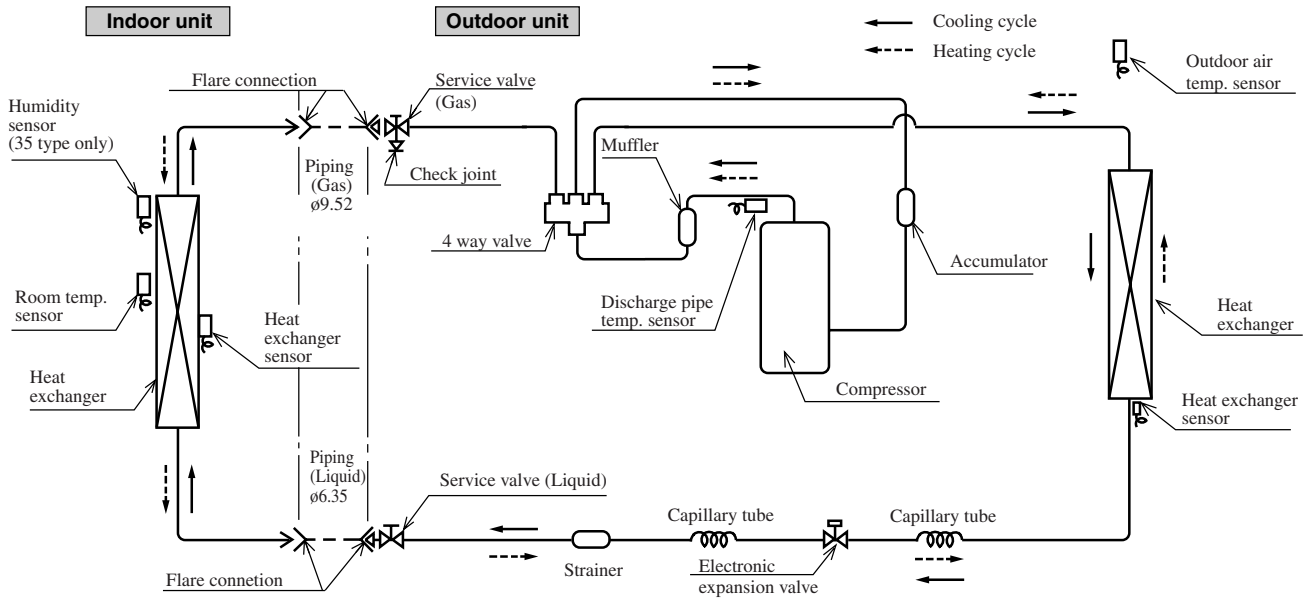 Indoor unit
Outdoor unit
Cooling cycle
Heating cycle
Outdoor air
temp. sensor
Flare connection
Service valve
(Gas)
Humidity
sensor
(35 type only)
Piping
(Gas)
ø9.52
Check joint
Muffler
4 way valve
Accumulator
Discharge pipe
temp. sensor
Room temp.
sensor
Heat
exchanger
sensor
Heat
exchanger
Heat
exchanger
Compressor
Heat exchanger
sensor
Piping
(Liquid)
ø6.35
Service valve (Liquid)
Capillary tube
Capillary tube
Strainer
Electronic
expansion valve
Flare connetion